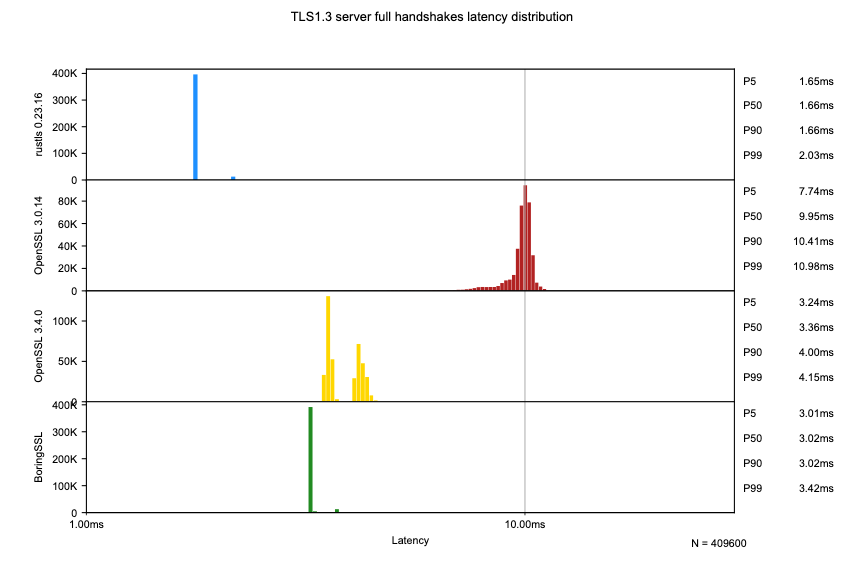 TLS1.3 server full handshakes latency distribution
rustls 0.23.16
400K
300K
200K
100K
0
P5 1.65ms
P50 1.66ms
P90 1.66ms
P99 2.03ms
OpenSSL 3.0.14
80K
60K
40K
20K
0
P5 7.74ms
P50 9.95ms
P90 10.41ms
P99 10.98ms
OpenSSL 3.4.0
100K
50K
0
P5 3.24ms
P50 3.36ms
P90 4.00ms
P99 4.15ms
BoringSSL
400K
300K
200K
100K
0
P5 3.01ms
P50 3.02ms
P90 3.02ms
P99 3.42ms
1.00ms 10.00ms
Latency
N = 409600